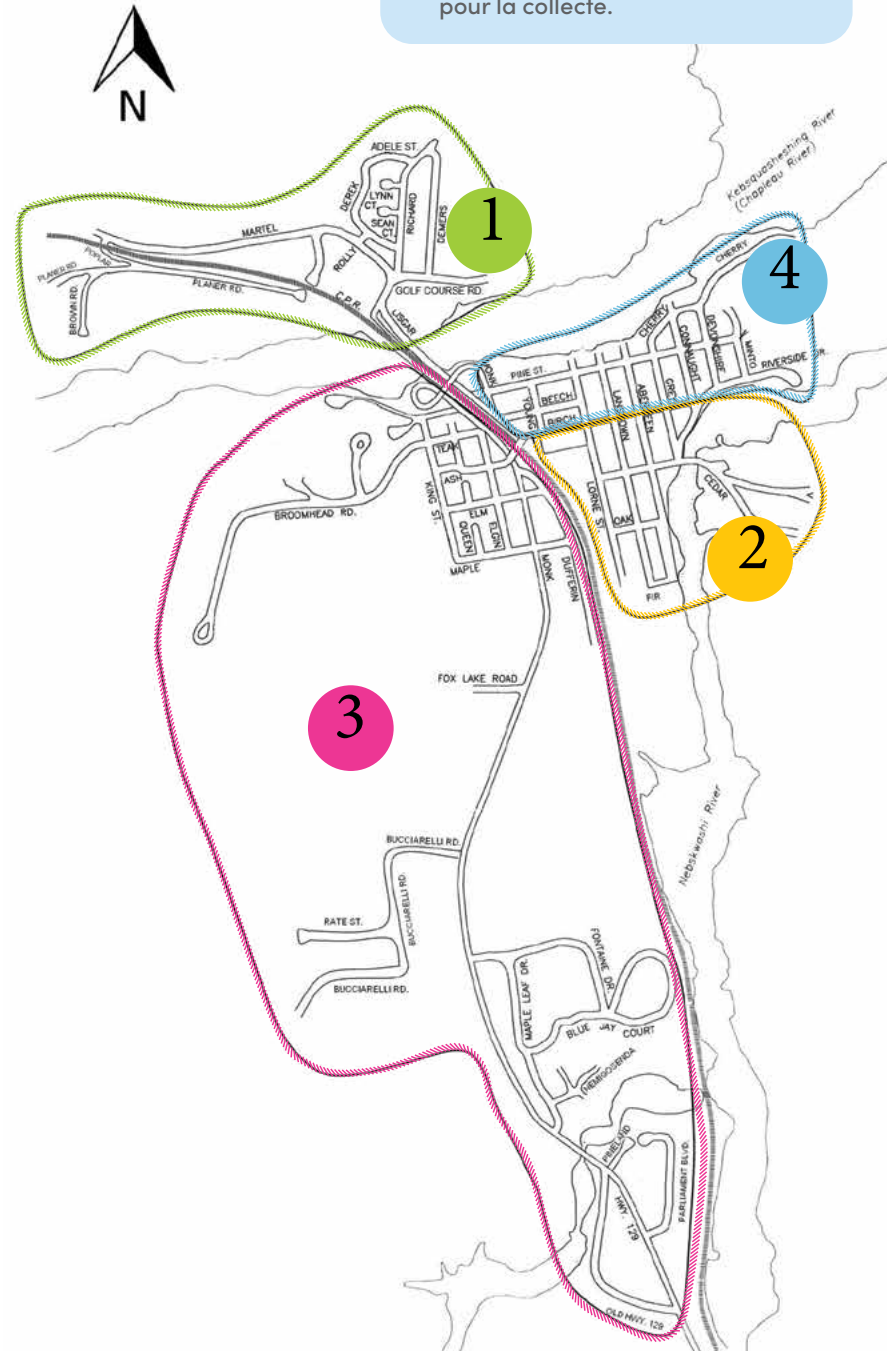 pour la collecte.
N
Kebsquasheshing River
(Chapleau River)
ADELE ST.
DEREK
LYNN
CT.
SEAN
CT.
RICHARD
DEMERS
1
MARTEL
ROLLY
POPLAR
PLANER RD.
PLANER RD.
BROWN RD.
C.P.R.
GOLF COURSE RD.
LISGAR
CHERRY
4
CHERRY
CONNAUGHT
DEVONSHIRE
MINTO
RIVERSIDE DR.
PINE ST.
YOUNG
BEECH
BIRCH
LANSDOWN
ABERDEEN
TEAK
ASH
KING ST.
ELM
QUEEN
ELGIN
MAPLE
BROOMHEAD RD.
MONK
DUFFERIN
LORNE ST.
OAK
CEDAR
2
FIR
FOX LAKE ROAD
3
Nebskwashi River
BUCCIARELLI RD.
BUCCIARELLI RD.
RATE ST.
BUCCIARELLI RD.
MAPLE LEAF DR.
FONTAINE DR.
BLUE JAY COURT
NEMIGOSENDA
PINELAND
PARLIAMENT BLVD.
HWY. 129
OLD HWY. 129